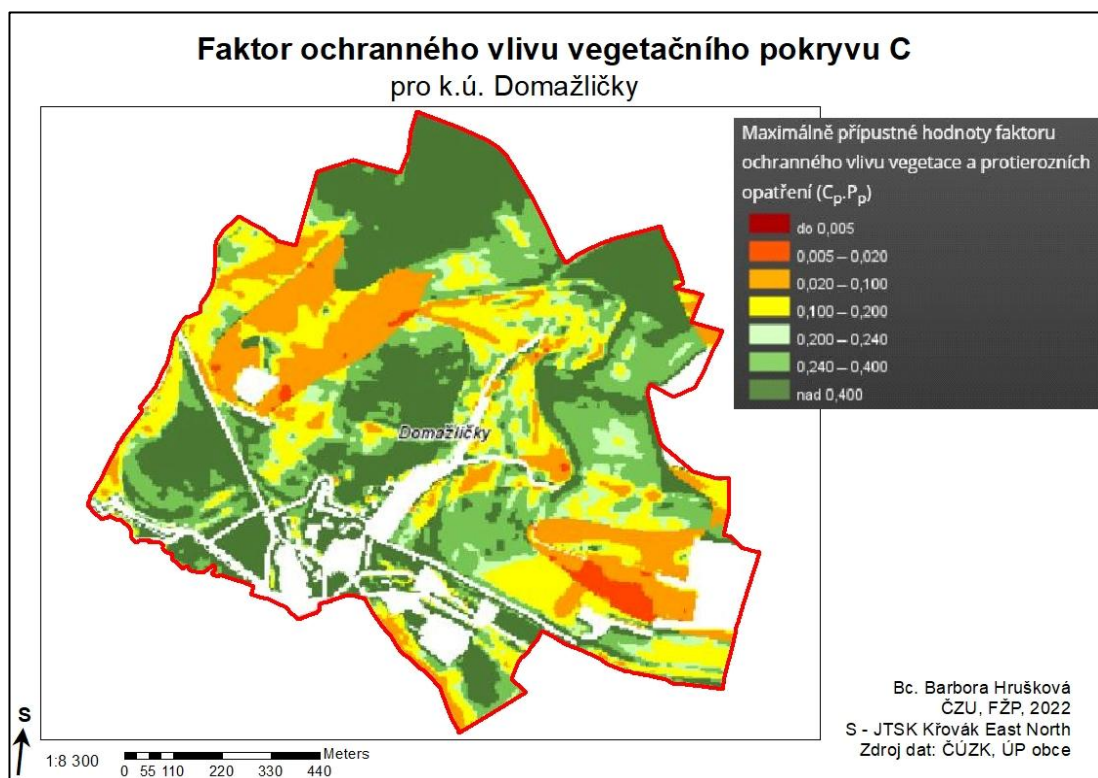 Faktor ochranného vlivu vegetačního pokryvu C
pro k.ú. Domažličky
Maximálně přípustné hodnoty faktoru
ochranného vlivu vegetace a protierozních
opatření (Cp.Pp)
do 0,005
0,005 – 0,020
0,020 – 0,100
0,100 – 0,200
0,200 – 0,240
0,240 – 0,400
nad 0,400
Domažličky
Bc. Barbora Hrušková
ČZU, FŽP, 2022
S - JTSK Křovák East North
Zdroj dat: ČÚZK, ÚP obce
S
1:8 300
Meters
0 55 110 220 330 440